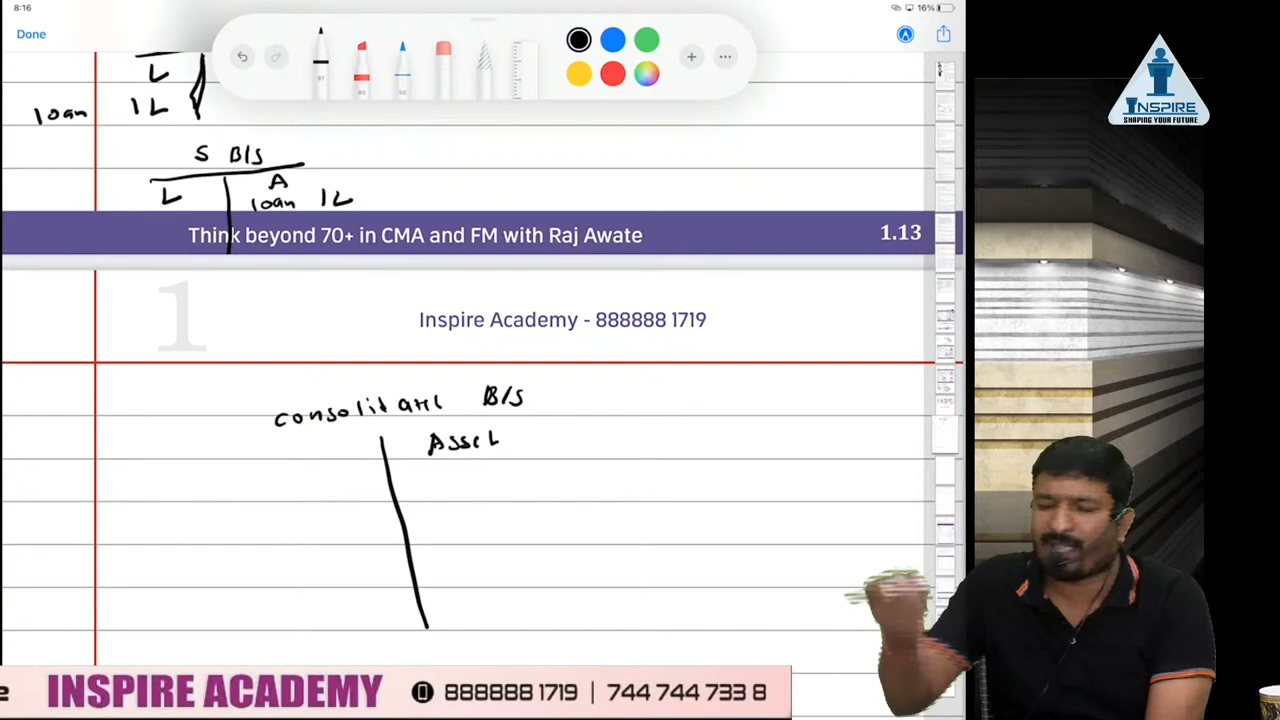 8:16
16%
Done
L
loan 1L
S B/S
L A
loan 1L
Think beyond 70+ in CMA and FM with Raj Awate 1.13
1
Inspire Academy - 888888 1719
B/S
Asset
INSPIRE ACADEMY 888888 1719 | 744 744 733 8
INSPIRE
SHAPING YOUR FUTURE